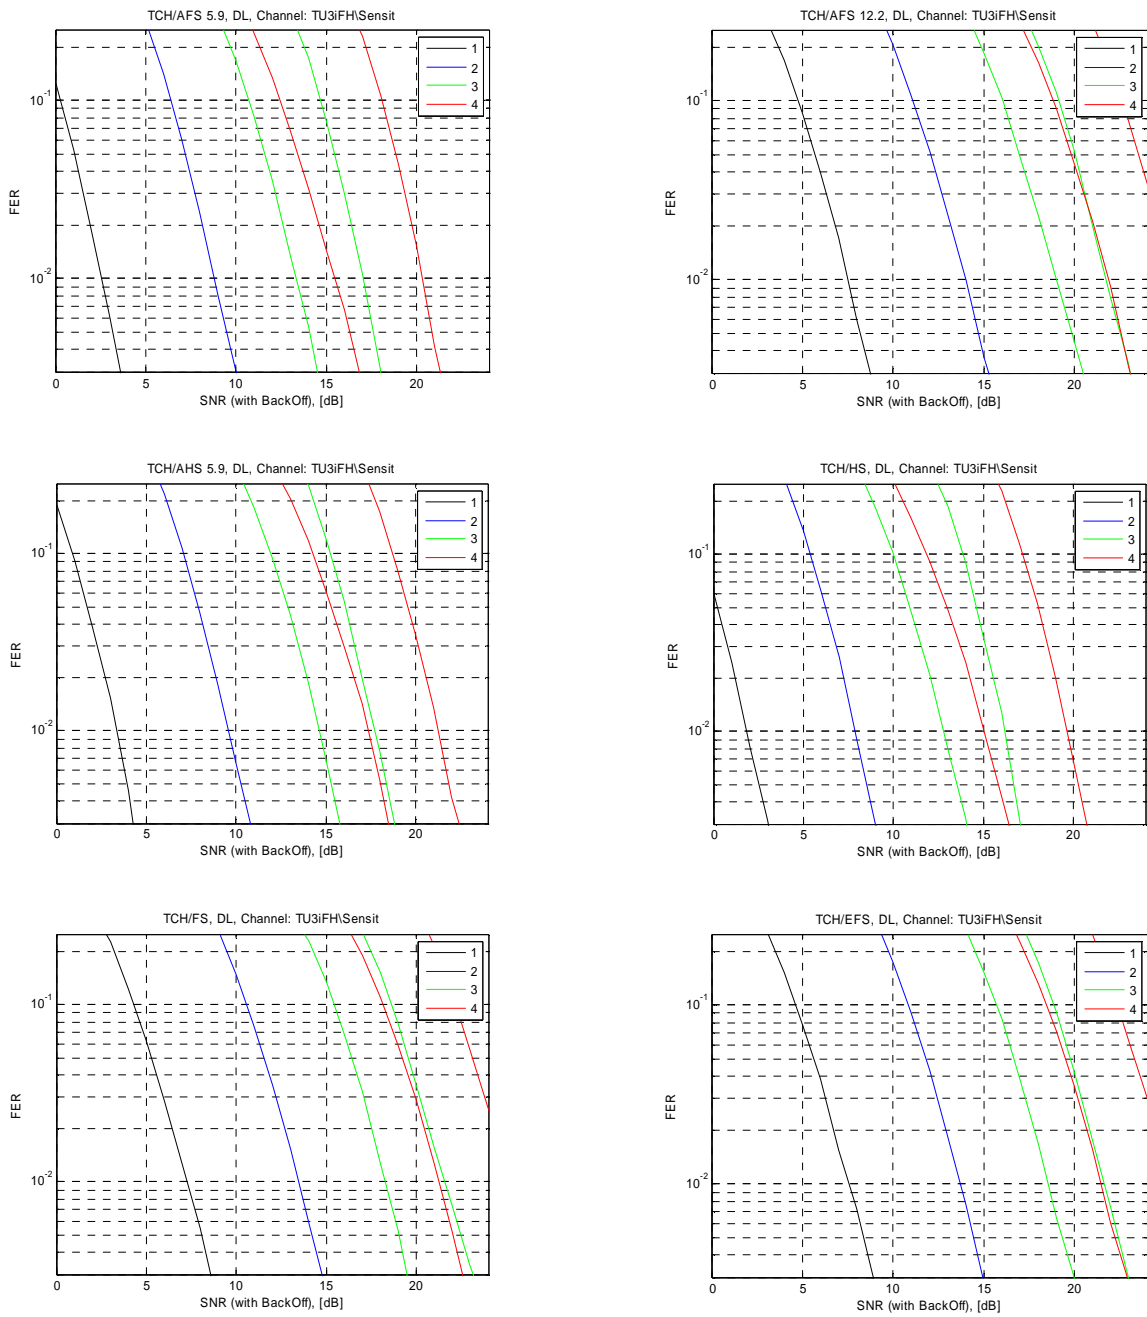 TCH/AFS 5.9, DL, Channel: TU3iFH\Sensit
1
2
3
4
10-1
10-2
FER
0 5 10 15 20
SNR (with BackOff), [dB]
TCH/AFS 12.2, DL, Channel: TU3iFH\Sensit
1
2
3
4
10-1
10-2
FER
0 5 10 15 20
SNR (with BackOff), [dB]
TCH/AHS 5.9, DL, Channel: TU3iFH\Sensit
1
2
3
4
10-1
10-2
FER
0 5 10 15 20
SNR (with BackOff), [dB]
TCH/HS, DL, Channel: TU3iFH\Sensit
1
2
3
4
10-1
10-2
FER
0 5 10 15 20
SNR (with BackOff), [dB]
TCH/FS, DL, Channel: TU3iFH\Sensit
1
2
3
4
10-1
10-2
FER
0 5 10 15 20
SNR (with BackOff), [dB]
TCH/EFS, DL, Channel: TU3iFH\Sensit
1
2
3
4
10-1
10-2
FER
0 5 10 15 20
SNR (with BackOff), [dB]